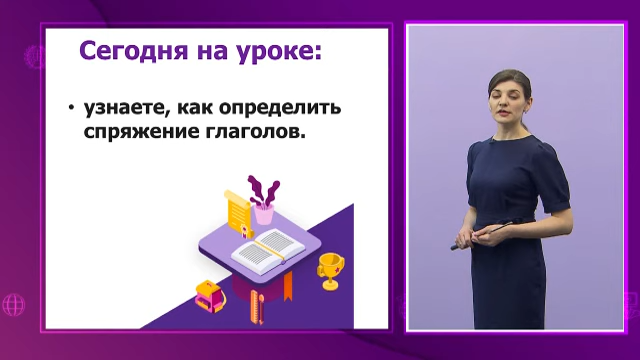 Сегодня на уроке:
• узнаете, как определить
спряжение глаголов.